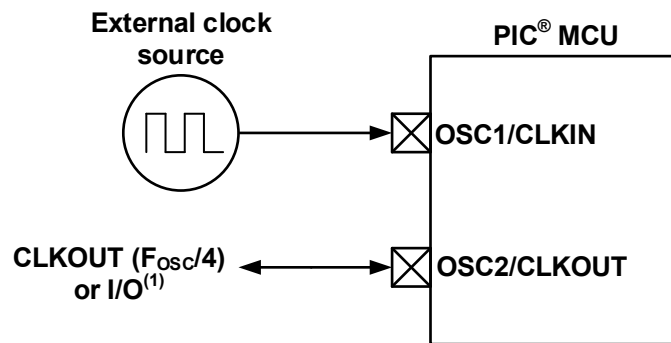 External clock
source
PIC® MCU
OSC1/CLKIN
CLKOUT (FOSC/4)
or I/O(1)
OSC2/CLKOUT